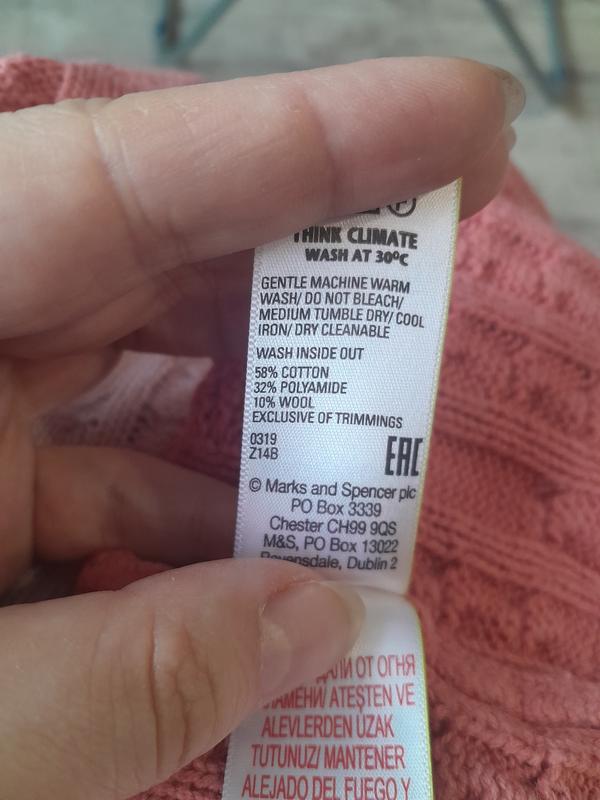 P
THINK CLIMATE
WASH AT 30ºC
GENTLE MACHINE WARM
WASH/ DO NOT BLEACH/
MEDIUM TUMBLE DRY/ COOL
IRON/ DRY CLEANABLE
WASH INSIDE OUT
58% COTTON
32% POLYAMIDE
10% WOOL
EXCLUSIVE OF TRIMMINGS
0319
Z14B
EAC
© Marks and Spencer plc
PO Box 3339
Chester CH99 9QS
M&S, PO Box 13022
Ravensdale, Dublin 2
ОТ ОГНЯ
ATEŞTEN VE
ALEVLERDEN UZAK
TUTUNUZ/ MANTENER
ALEJADO DEL FUEGO Y